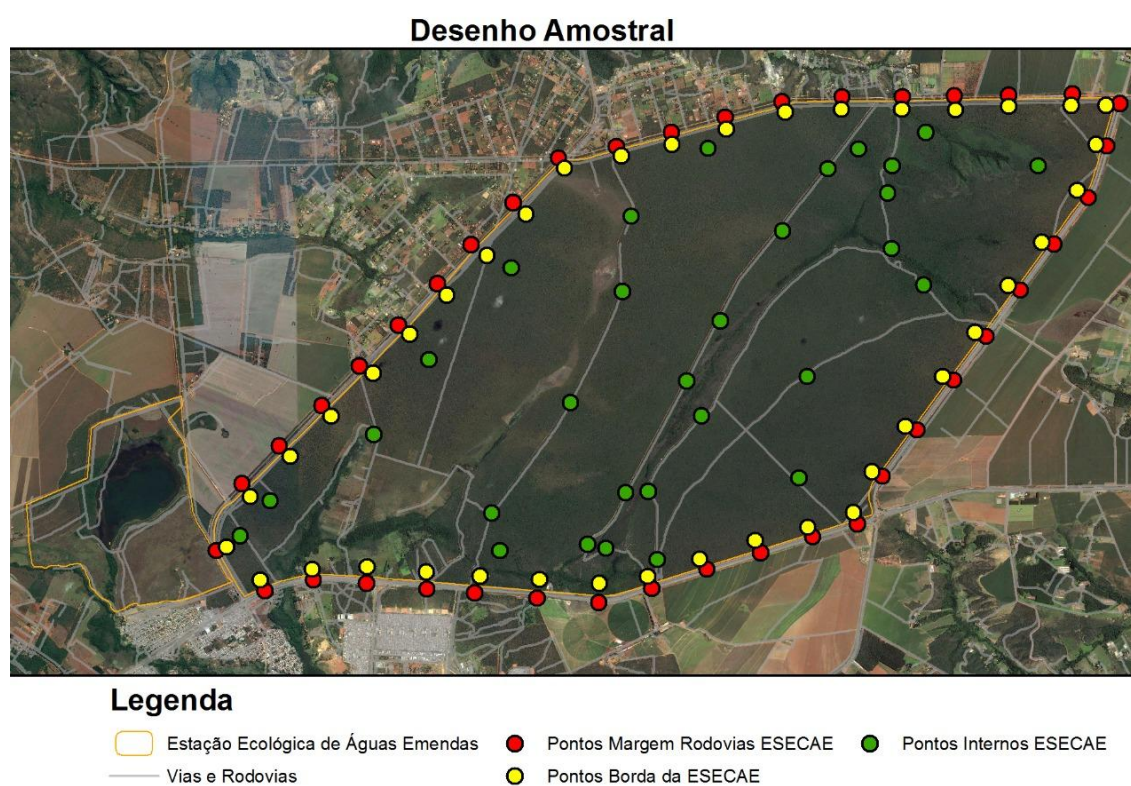 Desenho Amostral
Legenda
Estação Ecológica de Águas Emendas
Pontos Margem Rodovias ESECAE
Pontos Internos ESECAE
Vias e Rodovias
Pontos Borda da ESECAE